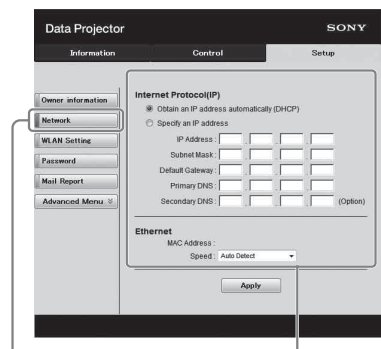 Data Projector SONY
Information Control Setup
Owner information
Network
WLAN Setting
Password
Mail Report
Advanced Menu
Internet Protocol(IP)
Obtain an IP address automatically (DHCP)
Specify an IP address
IP Address :
Subnet Mask :
Default Gateway :
Primary DNS :
Secondary DNS : (Option)
Ethernet
MAC Address :
Speed : Auto Detect
Apply